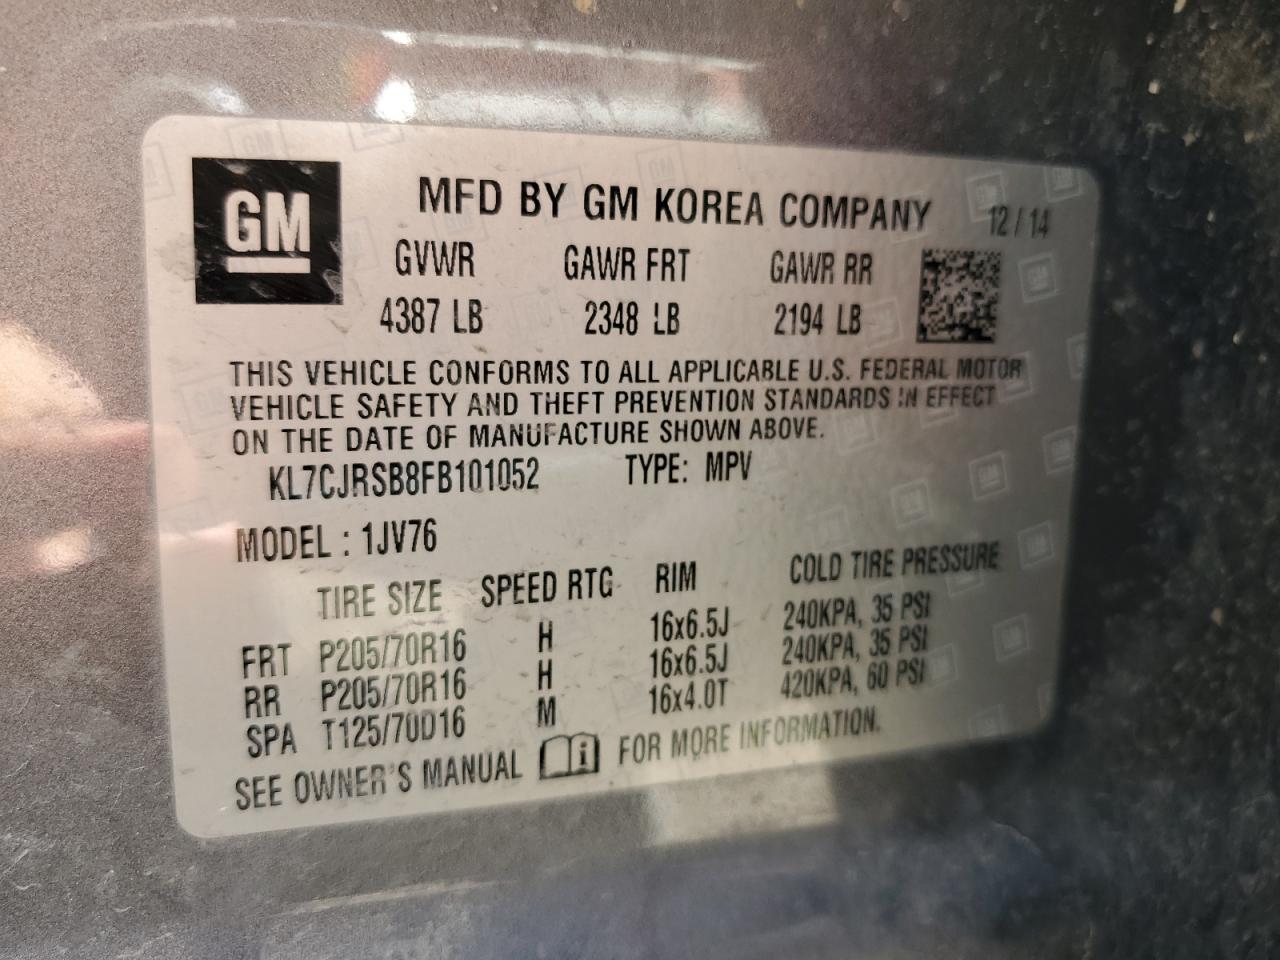 GM
MFD BY GM KOREA COMPANY 12/14
GVWR GAWR FRT GAWR RR
4387 LB 2348 LB 2194 LB
THIS VEHICLE CONFORMS TO ALL APPLICABLE U.S. FEDERAL MOTOR
VEHICLE SAFETY AND THEFT PREVENTION STANDARDS IN EFFECT
ON THE DATE OF MANUFACTURE SHOWN ABOVE.
KL7CJRSB8FB101052 TYPE: MPV
MODEL : 1JV76
TIRE SIZE SPEED RTG RIM COLD TIRE PRESSURE
FRT P205/70R16 H 16x6.5J 240KPA, 35 PSI
RR P205/70R16 H 16x6.5J 240KPA, 35 PSI
SPA T125/70D16 M 16x4.0T 420KPA, 60 PSI
SEE OWNER'S MANUAL i FOR MORE INFORMATION.